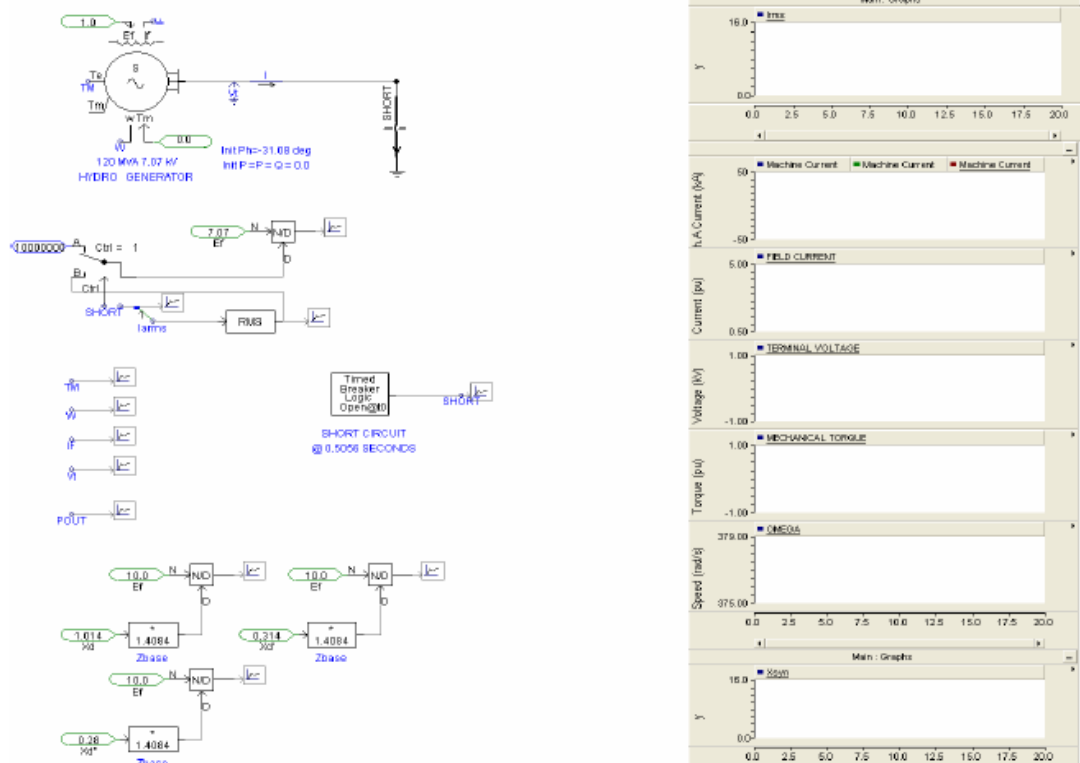 1.0
Ef If
S
Te
TM
Tm
w Tm
W
0.0
I
SHORT
Init Ph=-31.08 deg
Init P=P=Q=0.0
120 MVA 7.07 kV
HYDRO GENERATOR
7.07
Ef
N
N/D
D
A
Ctrl = 1
B
Ctrl
SHORT
Iarms
RMS
TM
W
IF
Vt
POUT
Timed
Breaker
Logic
Open@t0
SHORT
SHORT CIRCUIT
@ 0.5056 SECONDS
10.0
Ef
N
N/D
D
1.014
Xd
*
1.4084
Zbase
10.0
Ef
N
N/D
D
0.314
Xd'
*
1.4084
Zbase
10.0
Ef
N
N/D
D
0.28
Xd"
*
1.4084
Zbase
Main : Graphs
Irms
16.0
y
0.0
0.0 2.5 5.0 7.5 10.0 12.5 15.0 17.5 20.0
Machine Current Machine Current Machine Current
50
-50
h.A Current (kA)
FIELD CURRENT
5.00
Current (pu)
0.50
TERMINAL VOLTAGE
1.00
Voltage (kV)
-1.00
MECHANICAL TORQUE
1.00
Torque (pu)
-1.00
OMEGA
379.00
Speed (rad/s)
375.00
0.0 2.5 5.0 7.5 10.0 12.5 15.0 17.5 20.0
Main : Graphs
Xsyn
15.0
y
0.0
0.0 2.5 5.0 7.5 10.0 12.5 15.0 17.5 20.0